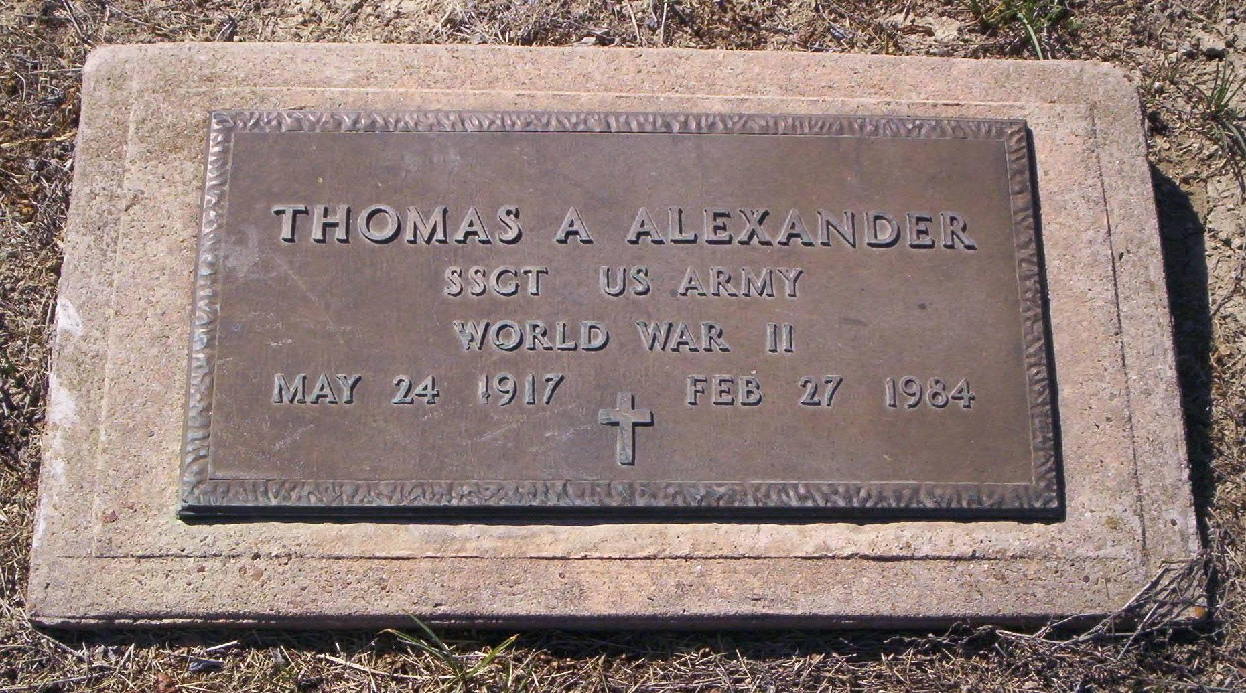 THOMAS A ALEXANDER
SSGT US ARMY
WORLD WAR II
MAY 24 1917 FEB 27 1984